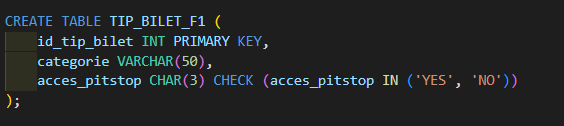 CREATE TABLE TIP_BILET_F1 (
    id_tip_bilet INT PRIMARY KEY,
    categorie VARCHAR(50),
    acces_pitstop CHAR(3) CHECK (acces_pitstop IN ('YES', 'NO'))
);